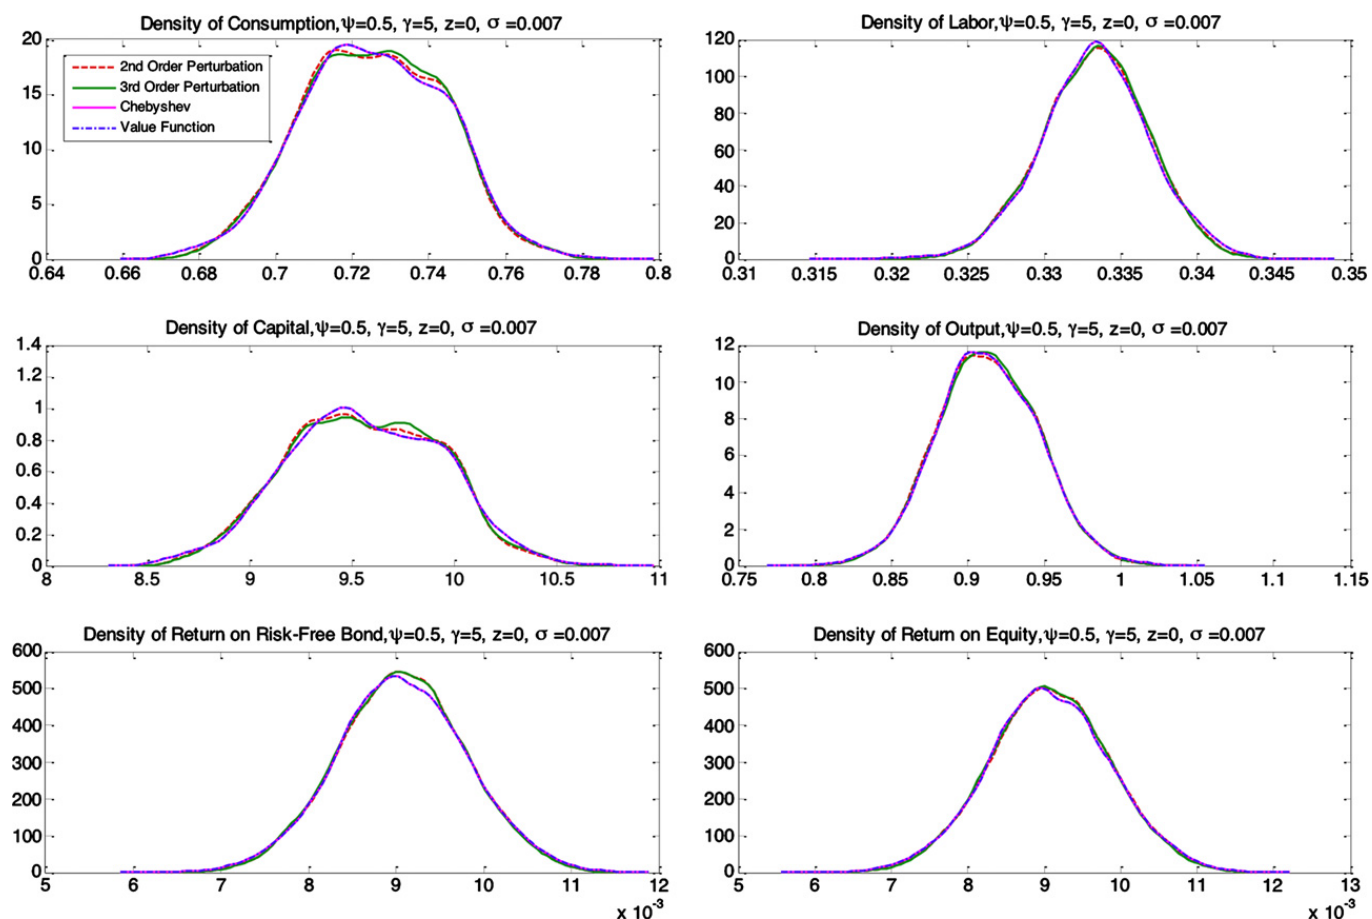 Density of Consumption,ψ=0.5, γ=5, z=0, σ =0.007
20
15
10
5
0
0.64 0.66 0.68 0.7 0.72 0.74 0.76 0.78 0.8
2nd Order Perturbation
3rd Order Perturbation
Chebyshev
Value Function
Density of Labor,ψ=0.5, γ=5, z=0, σ =0.007
120
100
80
60
40
20
0
0.31 0.315 0.32 0.325 0.33 0.335 0.34 0.345 0.35
Density of Capital,ψ=0.5, γ=5, z=0, σ =0.007
1.4
1.2
1
0.8
0.6
0.4
0.2
0
8 8.5 9 9.5 10 10.5 11
Density of Output,ψ=0.5, γ=5, z=0, σ =0.007
12
10
8
6
4
2
0
0.75 0.8 0.85 0.9 0.95 1 1.05 1.1 1.15
Density of Return on Risk-Free Bond,ψ=0.5, γ=5, z=0, σ =0.007
600
500
400
300
200
100
0
5 6 7 8 9 10 11 12
x 10⁻³
Density of Return on Equity,ψ=0.5, γ=5, z=0, σ =0.007
600
500
400
300
200
100
0
5 6 7 8 9 10 11 12 13
x 10⁻³